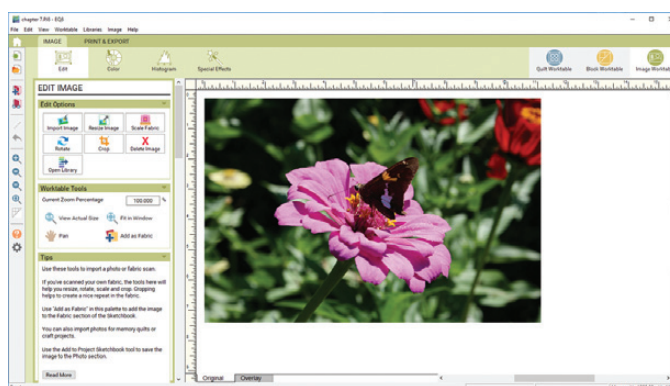 chapter 7.PJ8 - EQ8
File Edit View Worktable Libraries Image Help
IMAGE PRINT & EXPORT
Edit Color Histogram Special Effects Quilt Worktable Block Worktable Image Workta
EDIT IMAGE
Edit Options
Import Image Resize Image Scale Fabric
Rotate Crop Delete Image
Open Library
Worktable Tools
Current Zoom Percentage 100.000 %
View Actual Size Fit in Window
Pan Add as Fabric
Tips
Use these tools to import a photo or fabric scan.
If you've scanned your own fabric, the tools here will
help you resize, rotate, scale and crop. Cropping
helps to create a nice repeat in the fabric.
Use 'Add as Fabric' in this palette to add the image
to the Fabric section of the Sketchbook.
You can also import photos for memory quilts or
craft projects.
Use the Add to Project Sketchbook tool to save the
image to the Photo section.
Read More
Original Overlay